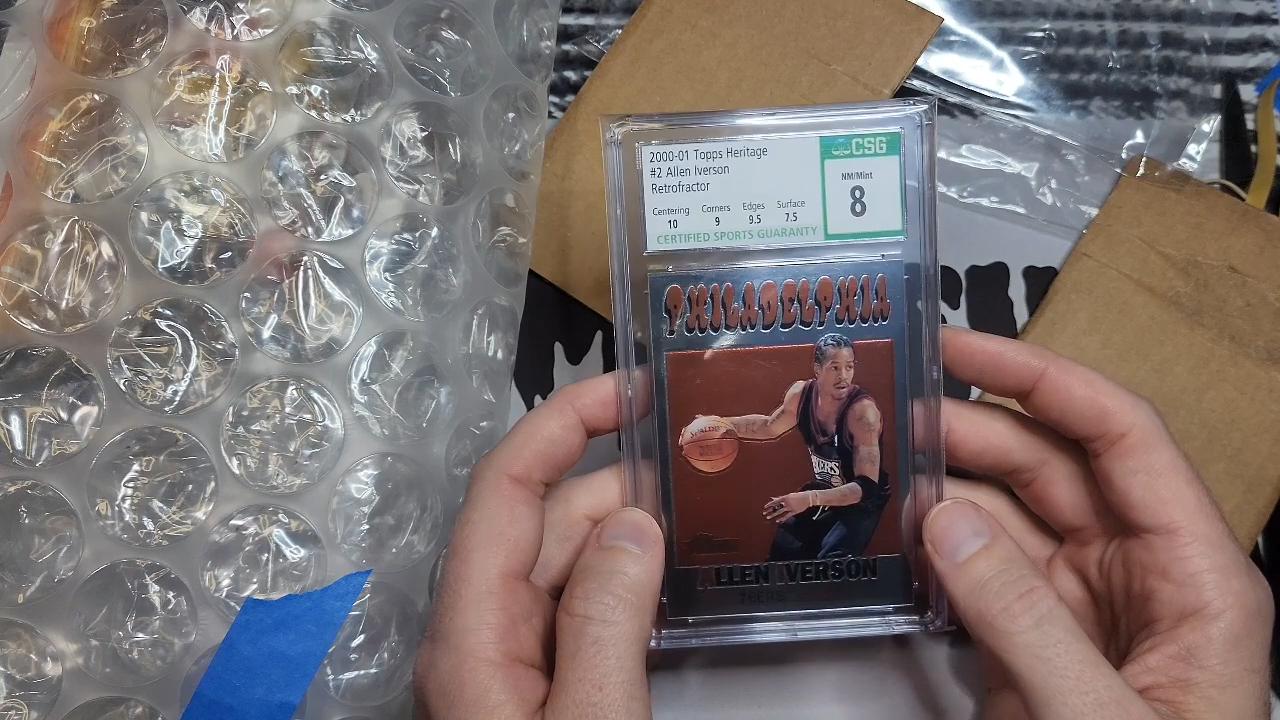 2000-01 Topps Heritage
#2 Allen Iverson
Retrofractor
CSG
NM/Mint
8
Centering Corners Edges Surface
10 9 9.5 7.5
CERTIFIED SPORTS GUARANTY
PHILADELPHIA
SPALDING
ALLEN IVERSON
76ERS